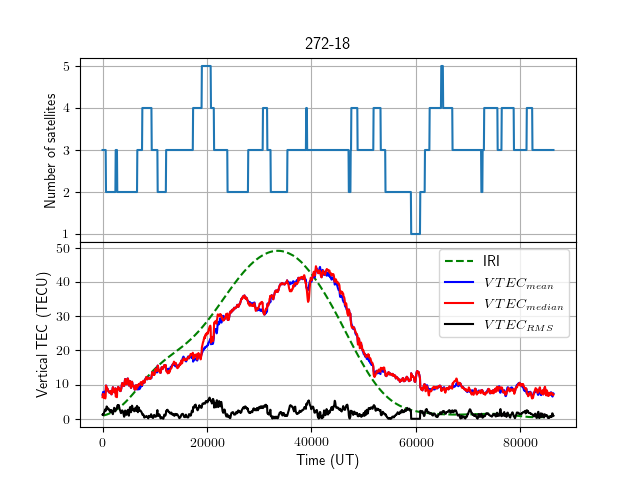 272-18
Number of satellites
5
4
3
2
1
Vertical TEC (TECU)
50
40
30
20
10
0
IRI
VTEC_mean
VTEC_median
VTEC_RMS
0 20000 40000 60000 80000
Time (UT)